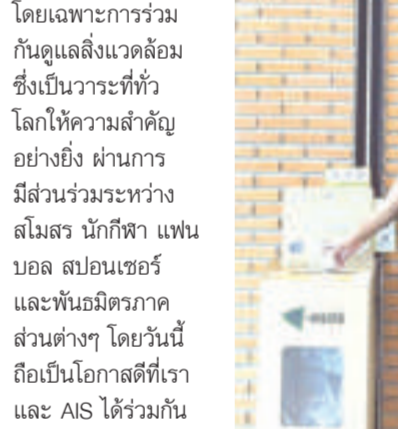 โดยเฉพาะการร่วม
กันดูแลสิ่งแวดล้อม
ซึ่งเป็นวาระที่ทั่ว
โลกให้ความสำคัญ
อย่างยิ่ง ผ่านการ
มีส่วนร่วมระหว่าง
สโมสร นักกีฬา แฟน
บอล สปอนเซอร์
และพันธมิตรภาค
ส่วนต่างๆ โดยวันนี้
ถือเป็นโอกาสดีที่เรา
และ AIS ได้ร่วมกัน